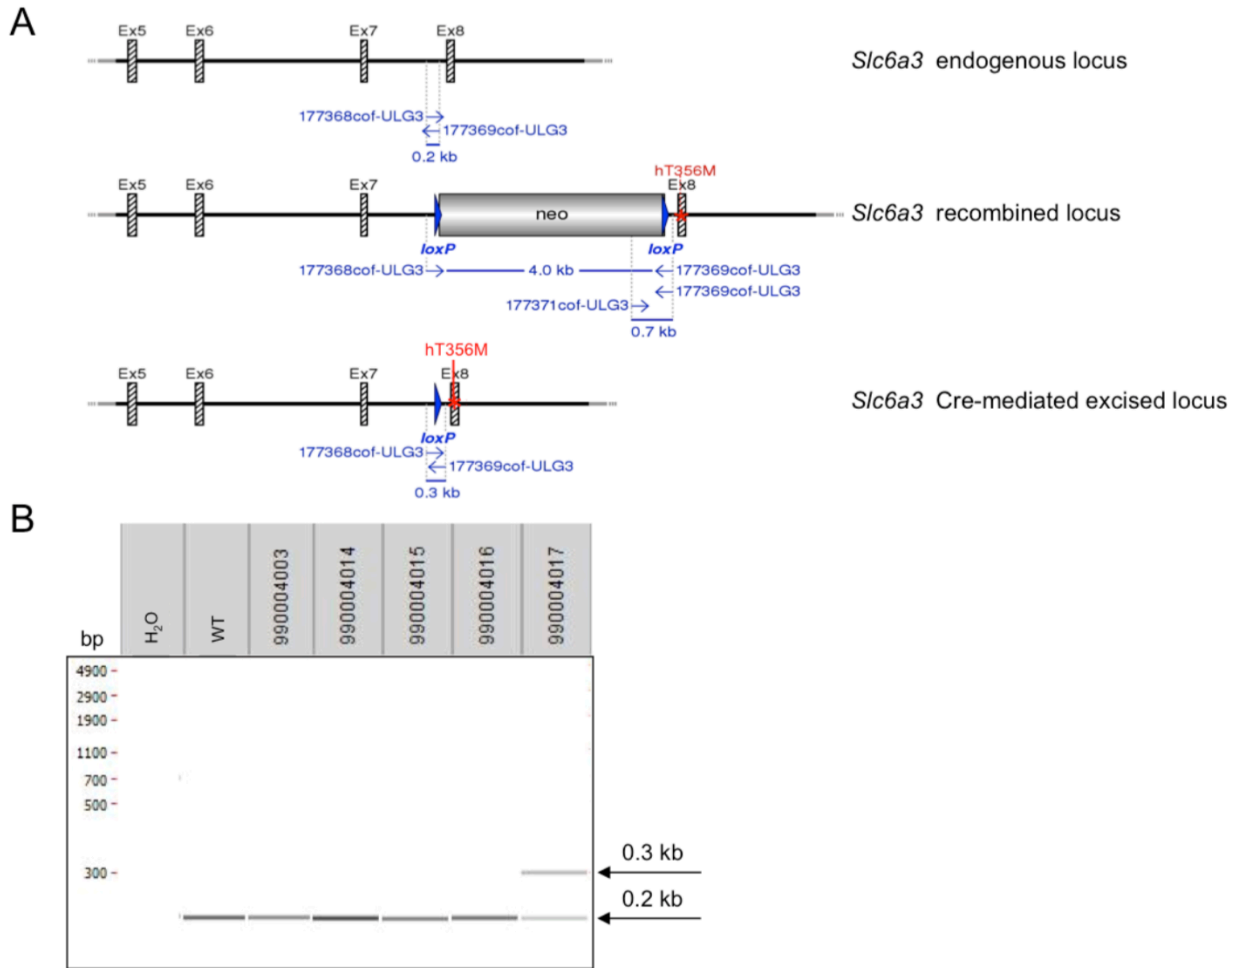 A
Ex5 Ex6 Ex7 Ex8
Slc6a3 endogenous locus
177368cof-ULG3
177369cof-ULG3
0.2 kb
hT356M
Ex5 Ex6 Ex7 Ex8
neo
Slc6a3 recombined locus
loxP loxP
177368cof-ULG3 4.0 kb 177369cof-ULG3
177369cof-ULG3
177371cof-ULG3
0.7 kb
hT356M
Ex5 Ex6 Ex7 Ex8
Slc6a3 Cre-mediated excised locus
loxP
177368cof-ULG3
177369cof-ULG3
0.3 kb
B
bp H₂O WT 990004003 990004014 990004015 990004016 990004017
4900
2900
1900
1100
700
500
300
0.3 kb
0.2 kb